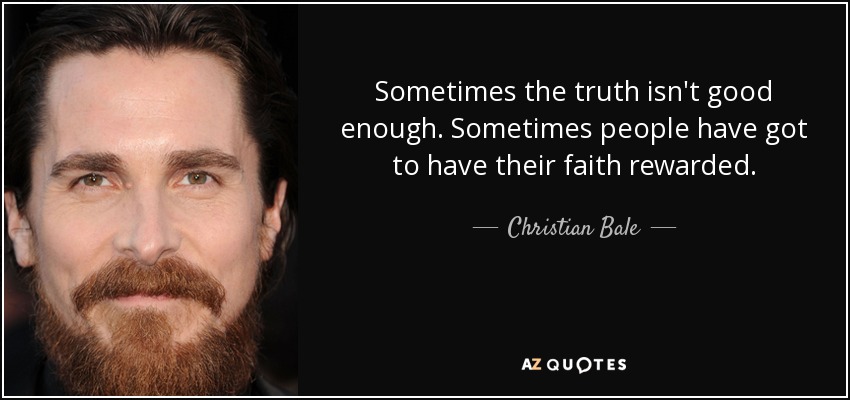 Sometimes the truth isn't good
enough. Sometimes people have got
to have their faith rewarded.
— Christian Bale —
AZ QUOTES